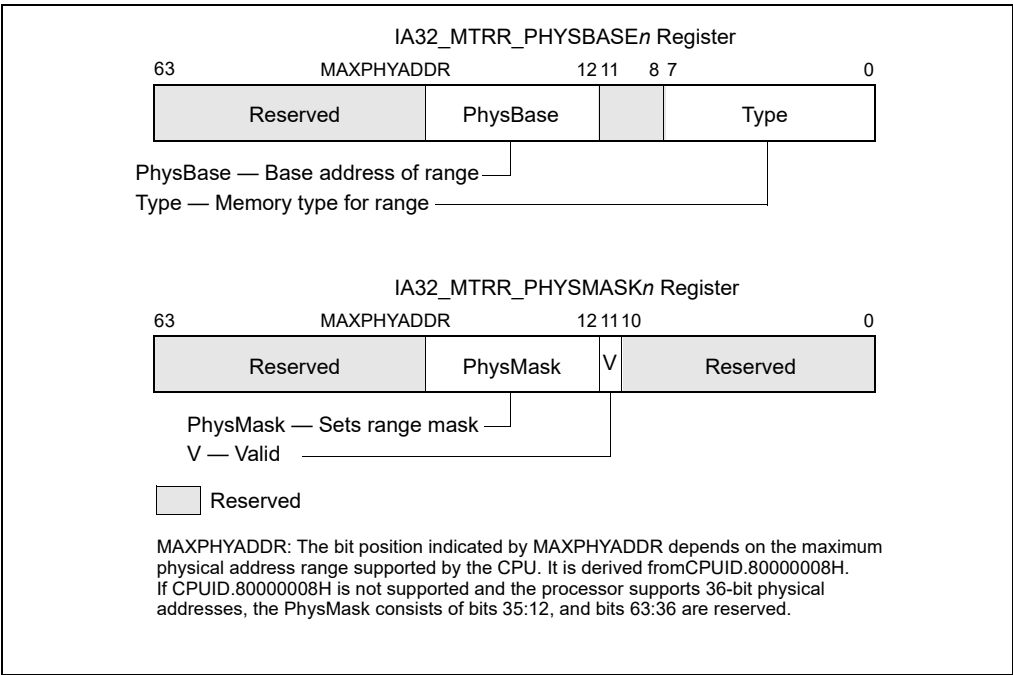 IA32_MTRR_PHYSBASEn Register
63 MAXPHYADDR 12 11 8 7 0
Reserved PhysBase Type
PhysBase — Base address of range
Type — Memory type for range
IA32_MTRR_PHYSMASKn Register
63 MAXPHYADDR 12 11 10 0
Reserved PhysMask V Reserved
PhysMask — Sets range mask
V — Valid
Reserved
MAXPHYADDR: The bit position indicated by MAXPHYADDR depends on the maximum
physical address range supported by the CPU. It is derived fromCPUID.80000008H.
If CPUID.80000008H is not supported and the processor supports 36-bit physical
addresses, the PhysMask consists of bits 35:12, and bits 63:36 are reserved.